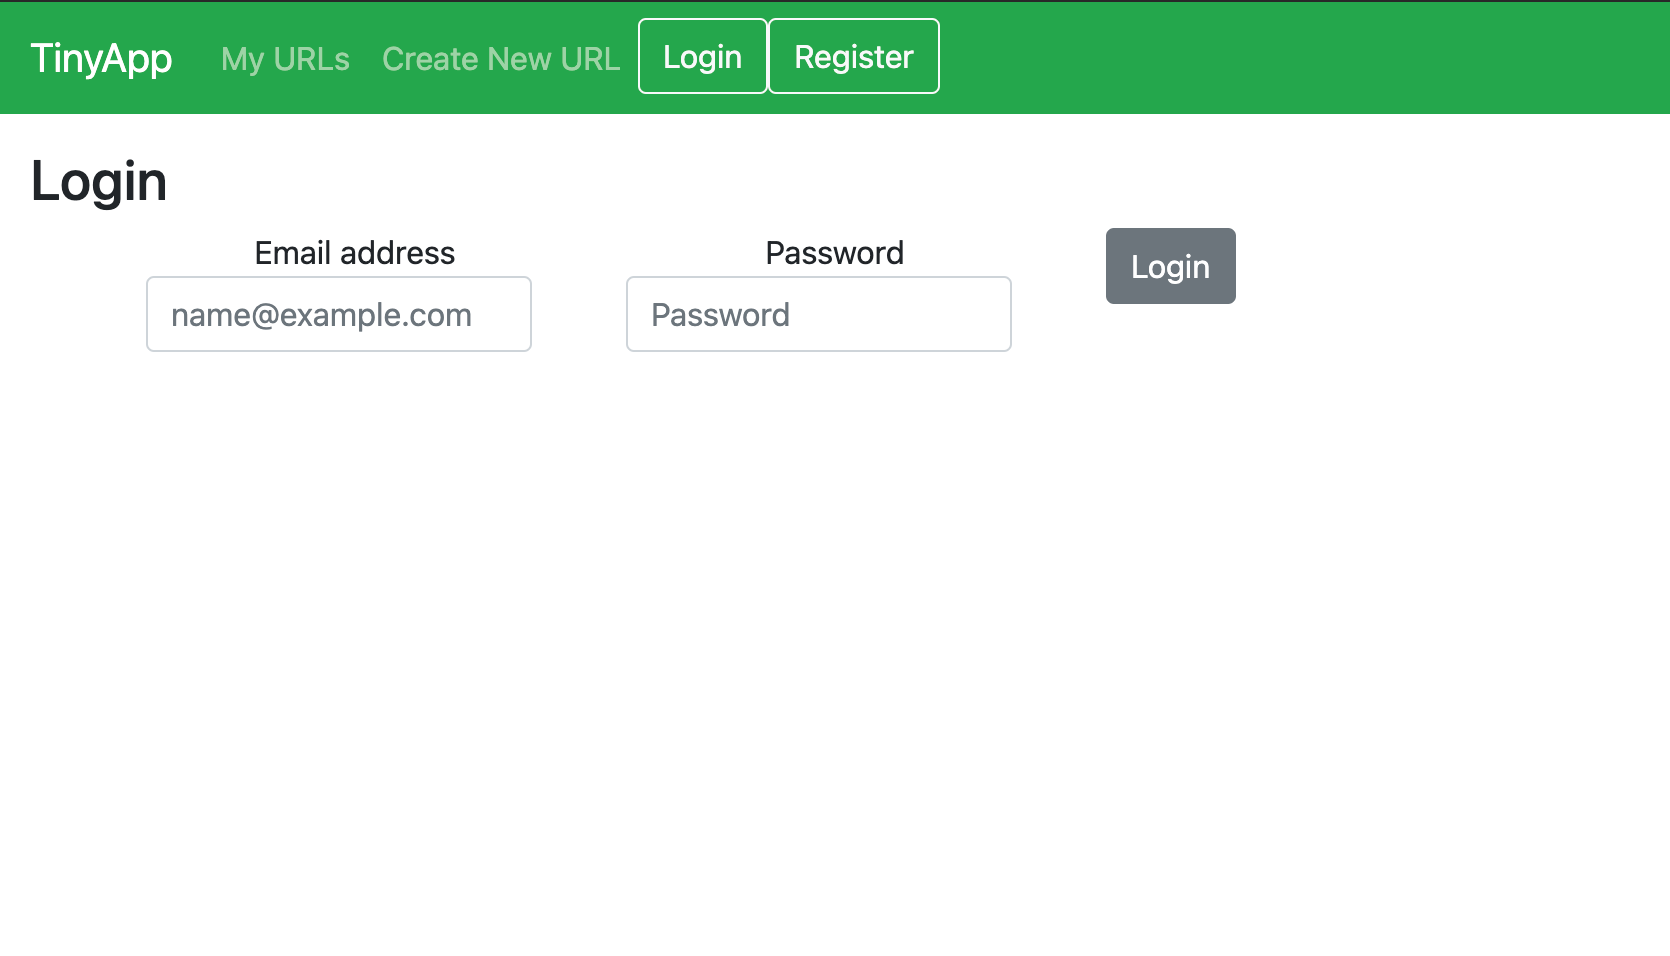 TinyApp My URLs Create New URL Login Register
Login
Email address Password Login
name@example.com Password